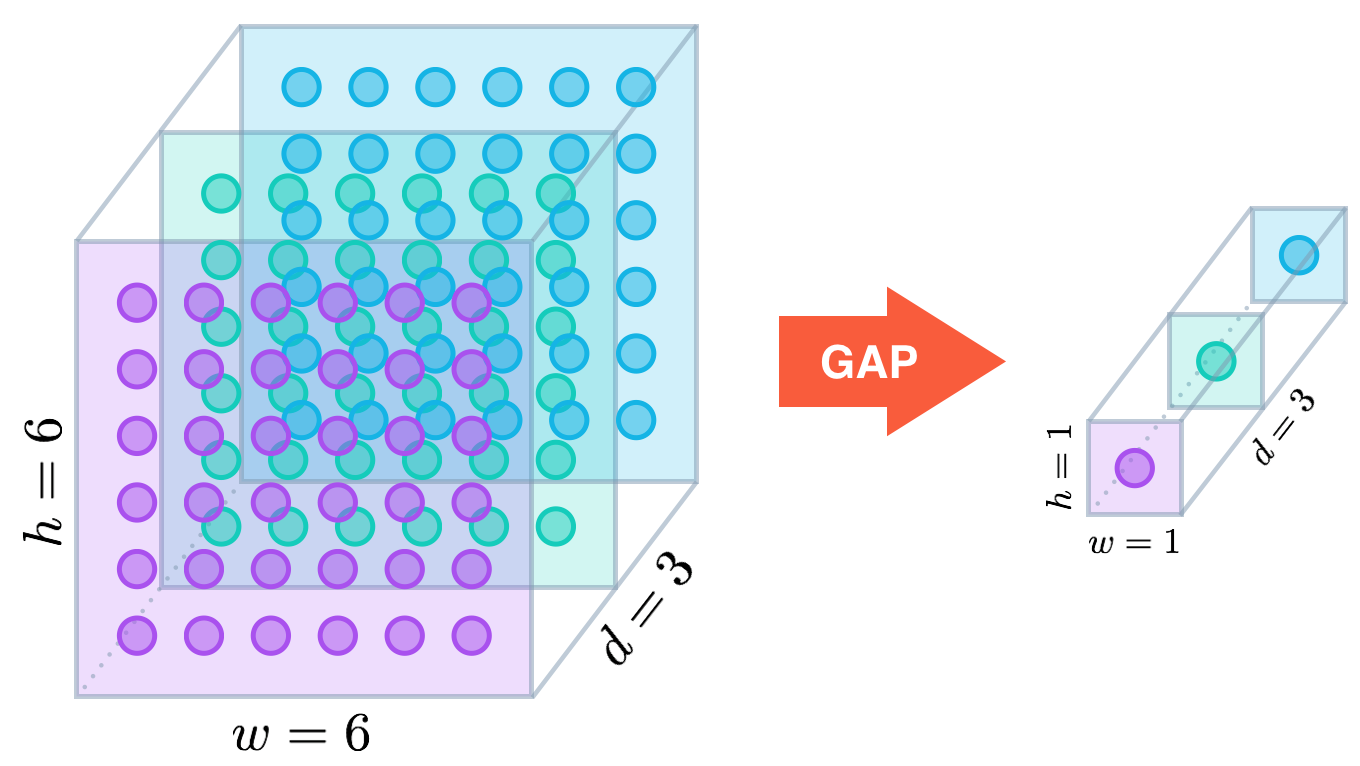 h = 6
w = 6
d = 3
GAP
h = 1
w = 1
d = 3